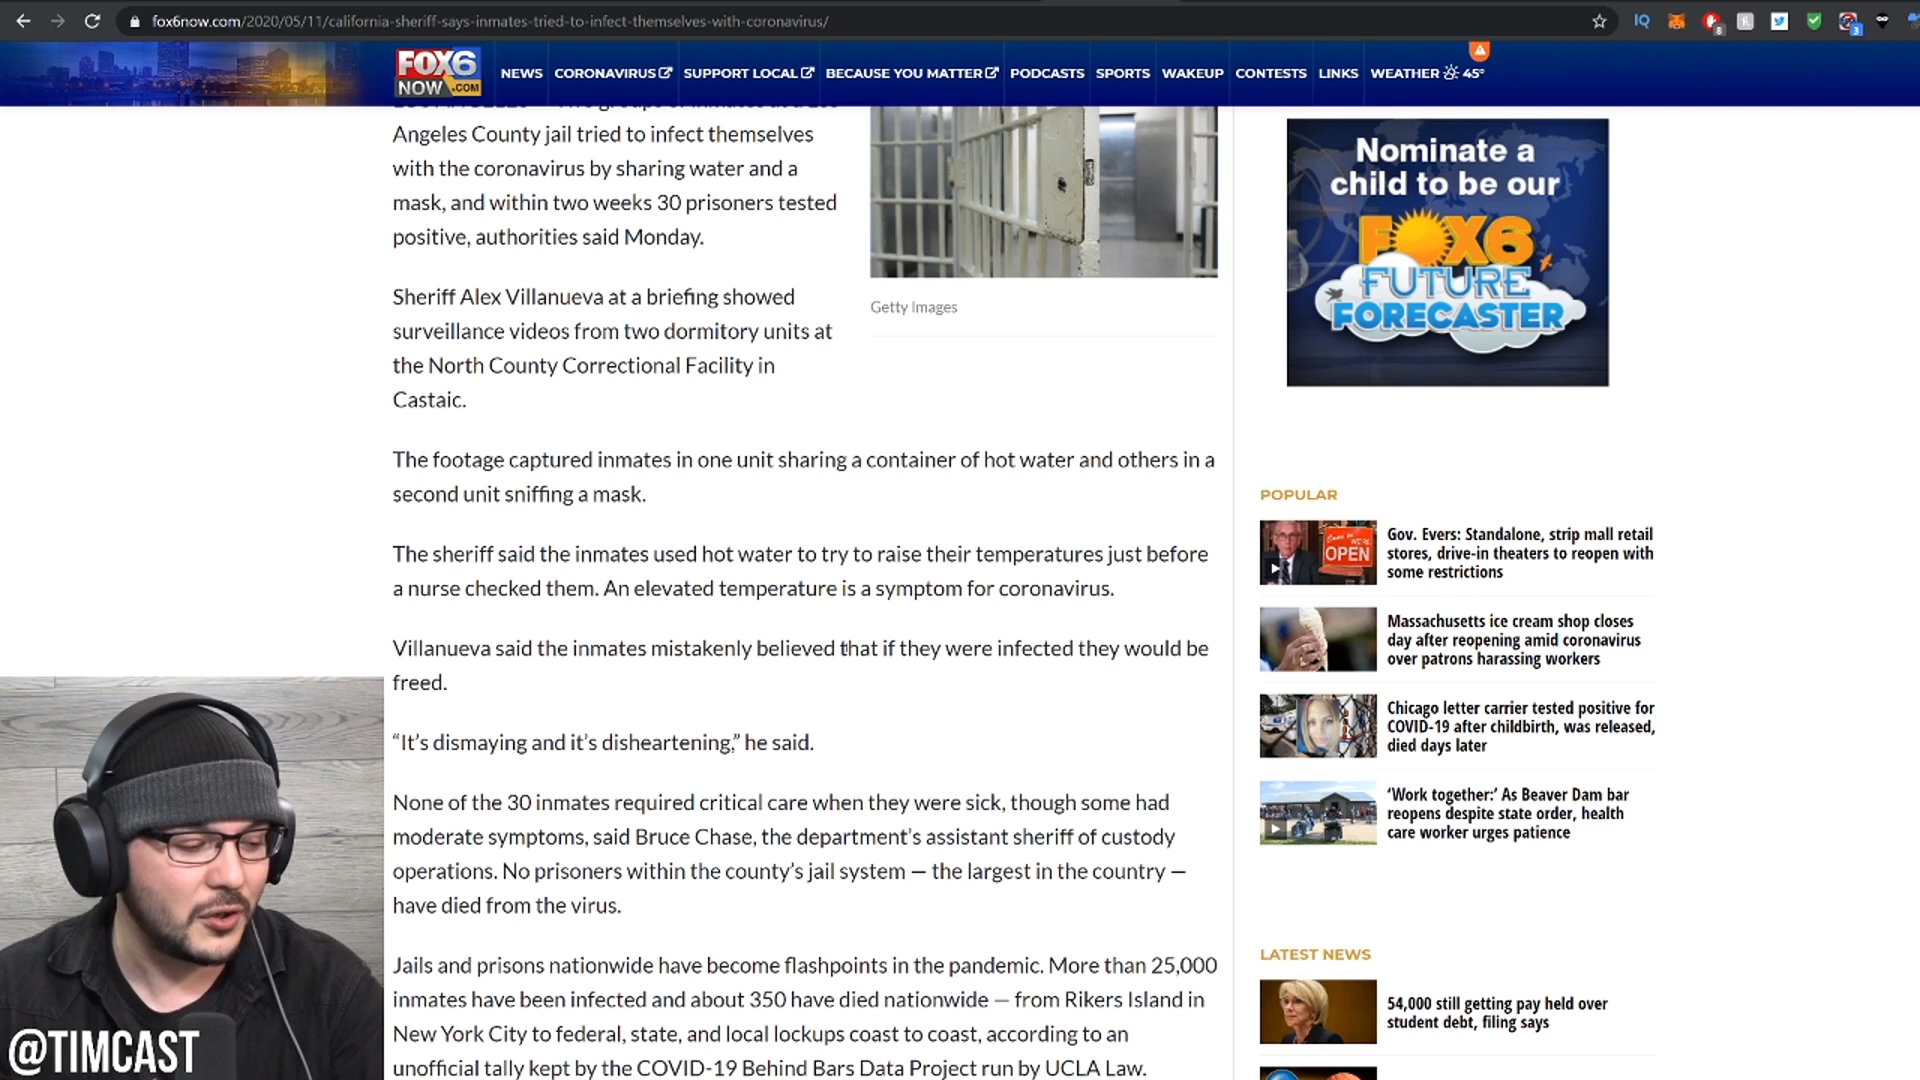 fox6now.com/2020/05/11/california-sheriff-says-inmates-tried-to-infect-themselves-with-coronavirus/
FOX6 NOW.COM
NEWS CORONAVIRUS SUPPORT LOCAL BECAUSE YOU MATTER PODCASTS SPORTS WAKEUP CONTESTS LINKS WEATHER 45°
Angeles County jail tried to infect themselves
with the coronavirus by sharing water and a
mask, and within two weeks 30 prisoners tested
positive, authorities said Monday.
Sheriff Alex Villanueva at a briefing showed
surveillance videos from two dormitory units at
the North County Correctional Facility in
Castaic.
Getty Images
The footage captured inmates in one unit sharing a container of hot water and others in a
second unit sniffing a mask.
The sheriff said the inmates used hot water to try to raise their temperatures just before
a nurse checked them. An elevated temperature is a symptom for coronavirus.
Villanueva said the inmates mistakenly believed that if they were infected they would be
freed.
“It’s dismaying and it’s disheartening,” he said.
None of the 30 inmates required critical care when they were sick, though some had
moderate symptoms, said Bruce Chase, the department’s assistant sheriff of custody
operations. No prisoners within the county’s jail system — the largest in the country —
have died from the virus.
Jails and prisons nationwide have become flashpoints in the pandemic. More than 25,000
inmates have been infected and about 350 have died nationwide — from Rikers Island in
New York City to federal, state, and local lockups coast to coast, according to an
unofficial tally kept by the COVID-19 Behind Bars Data Project run by UCLA Law.
Nominate a
child to be our
FOX6
FUTURE
FORECASTER
POPULAR
OPEN
Gov. Evers: Standalone, strip mall retail
stores, drive-in theaters to reopen with
some restrictions
Massachusetts ice cream shop closes
day after reopening amid coronavirus
over patrons harassing workers
Chicago letter carrier tested positive for
COVID-19 after childbirth, was released,
died days later
‘Work together:’ As Beaver Dam bar
reopens despite state order, health
care worker urges patience
LATEST NEWS
54,000 still getting pay held over
student debt, filing says
@TIMCAST